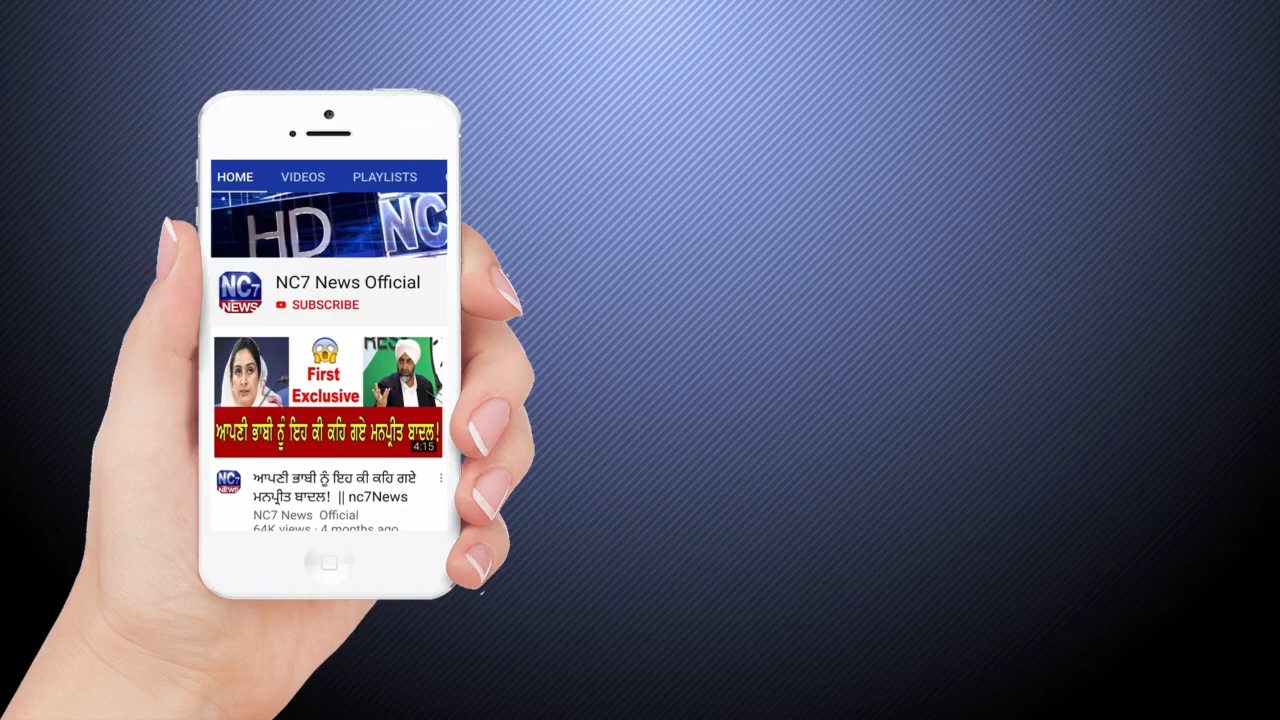 HOME VIDEOS PLAYLISTS
HD NC
NC7 News Official
NC7
NEWS
SUBSCRIBE
First
Exclusive
ਆਪਣੀ ਭਾਬੀ ਨੂੰ ਇਹ ਕੀ ਕਹਿ ਗਏ ਮਨਪ੍ਰੀਤ ਬਾਦਲ!
4:15
NC7
NEWS
ਆਪਣੀ ਭਾਬੀ ਨੂੰ ਇਹ ਕੀ ਕਹਿ ਗਏ
ਮਨਪ੍ਰੀਤ ਬਾਦਲ! || nc7News
NC7 News Official
64K views · 4 months ago